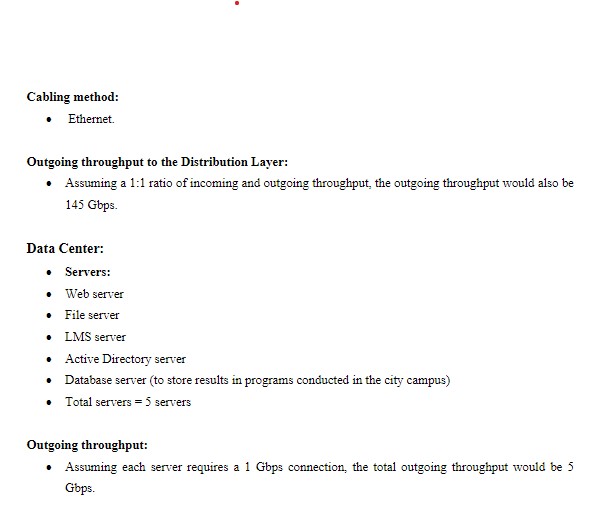 Cabling method:
• Ethernet.
Outgoing throughput to the Distribution Layer:
• Assuming a 1:1 ratio of incoming and outgoing throughput, the outgoing throughput would also be
145 Gbps.
Data Center:
• Servers:
• Web server
• File server
• LMS server
• Active Directory server
• Database server (to store results in programs conducted in the city campus)
• Total servers = 5 servers
Outgoing throughput:
• Assuming each server requires a 1 Gbps connection, the total outgoing throughput would be 5
Gbps.